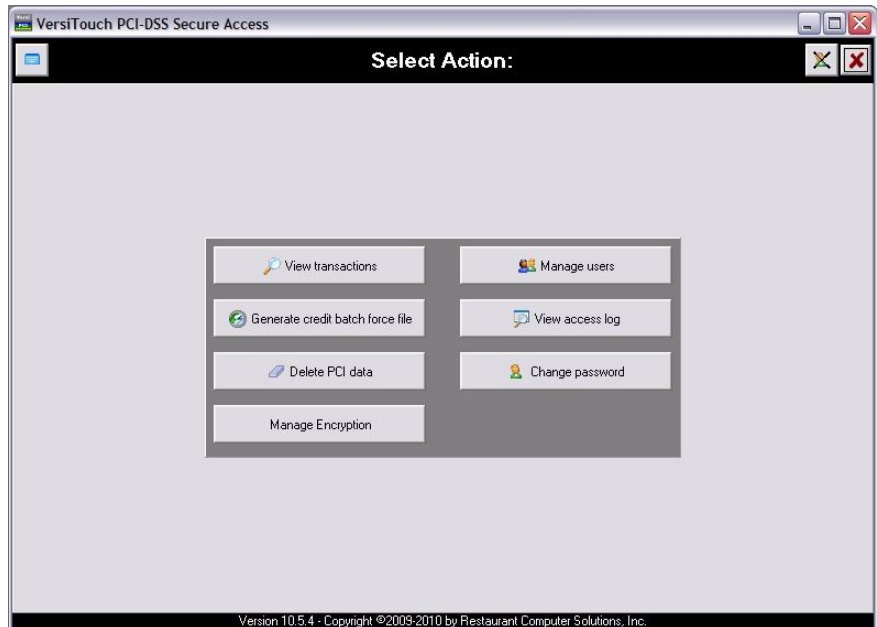 VersiTouch PCI-DSS Secure Access
Select Action:
View transactions
Manage users
Generate credit batch force file
View access log
Delete PCI data
Change password
Manage Encryption
Version 10.5.4 - Copyright ©2009-2010 by Restaurant Computer Solutions, Inc.